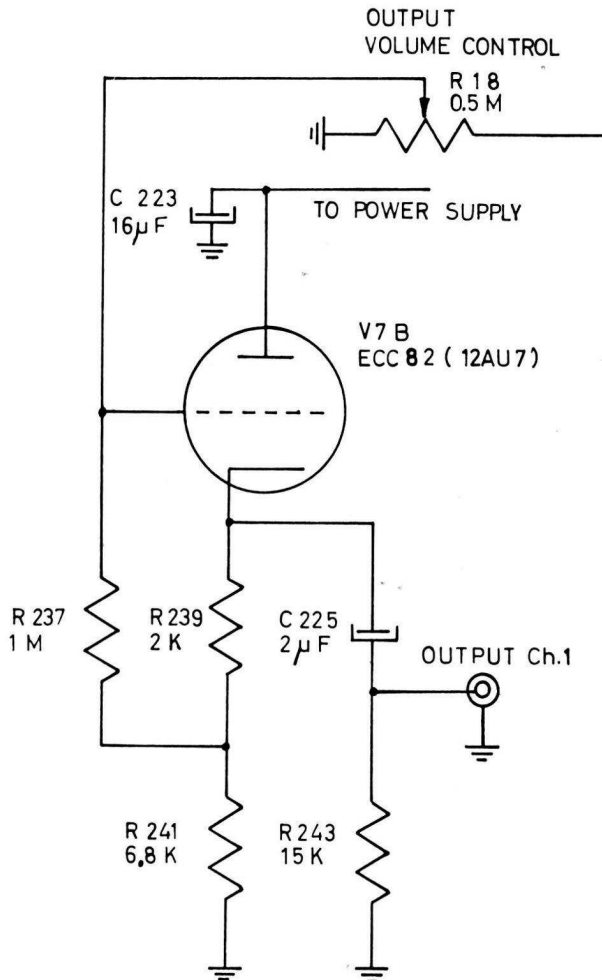 OUTPUT
VOLUME CONTROL
R 18
0.5 M
C 223
16µF
TO POWER SUPPLY
V7 B
ECC 82 ( 12AU7)
R 237
1 M
R 239
2 K
C 225
2µF
OUTPUT Ch.1
R 241
6,8 K
R 243
15 K